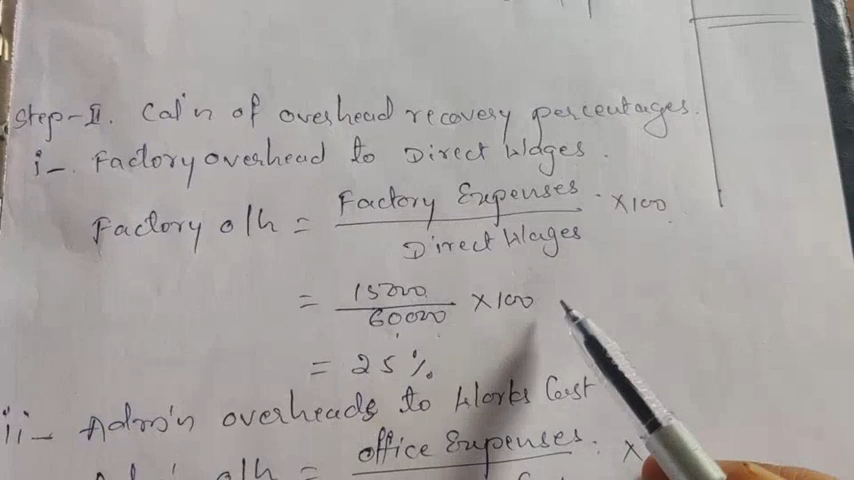 Step-II. Cal'n of overhead recovery percentages.
i- Factory overhead to Direct Wages.
Factory o/h = Factory Expenses / Direct Wages × 100
= 15000 / 60000 × 100
= 25%
ii- Adm'n overheads to Works Cost
o/h = office Expenses. ×